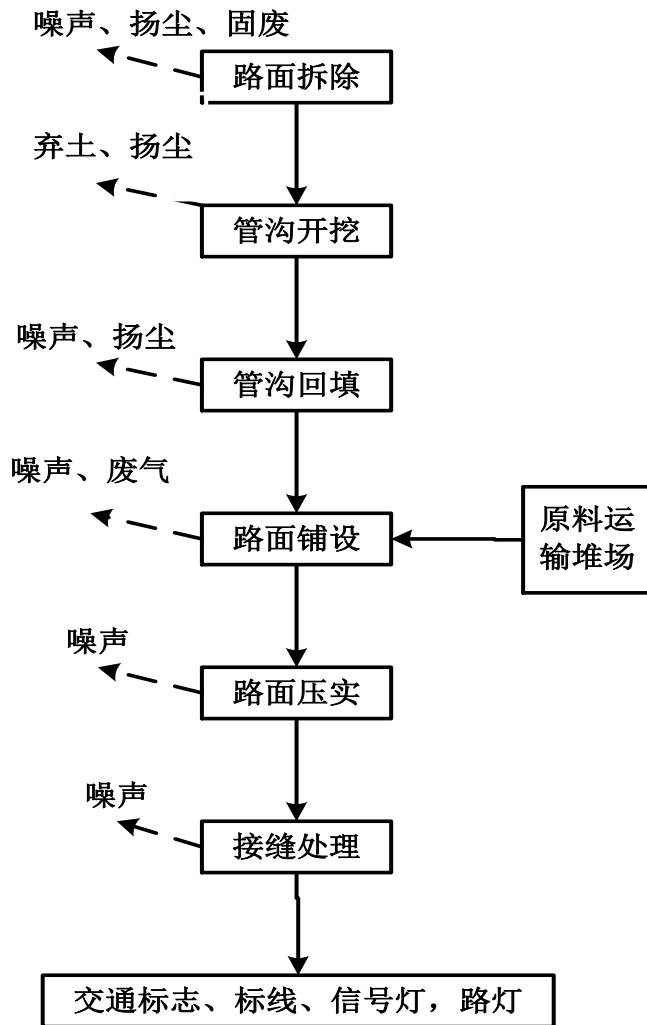 噪声、扬尘、固废
路面拆除
弃土、扬尘
管沟开挖
噪声、扬尘
管沟回填
噪声、废气
路面铺设
原料运
输堆场
噪声
路面压实
噪声
接缝处理
交通标志、标线、信号灯，路灯